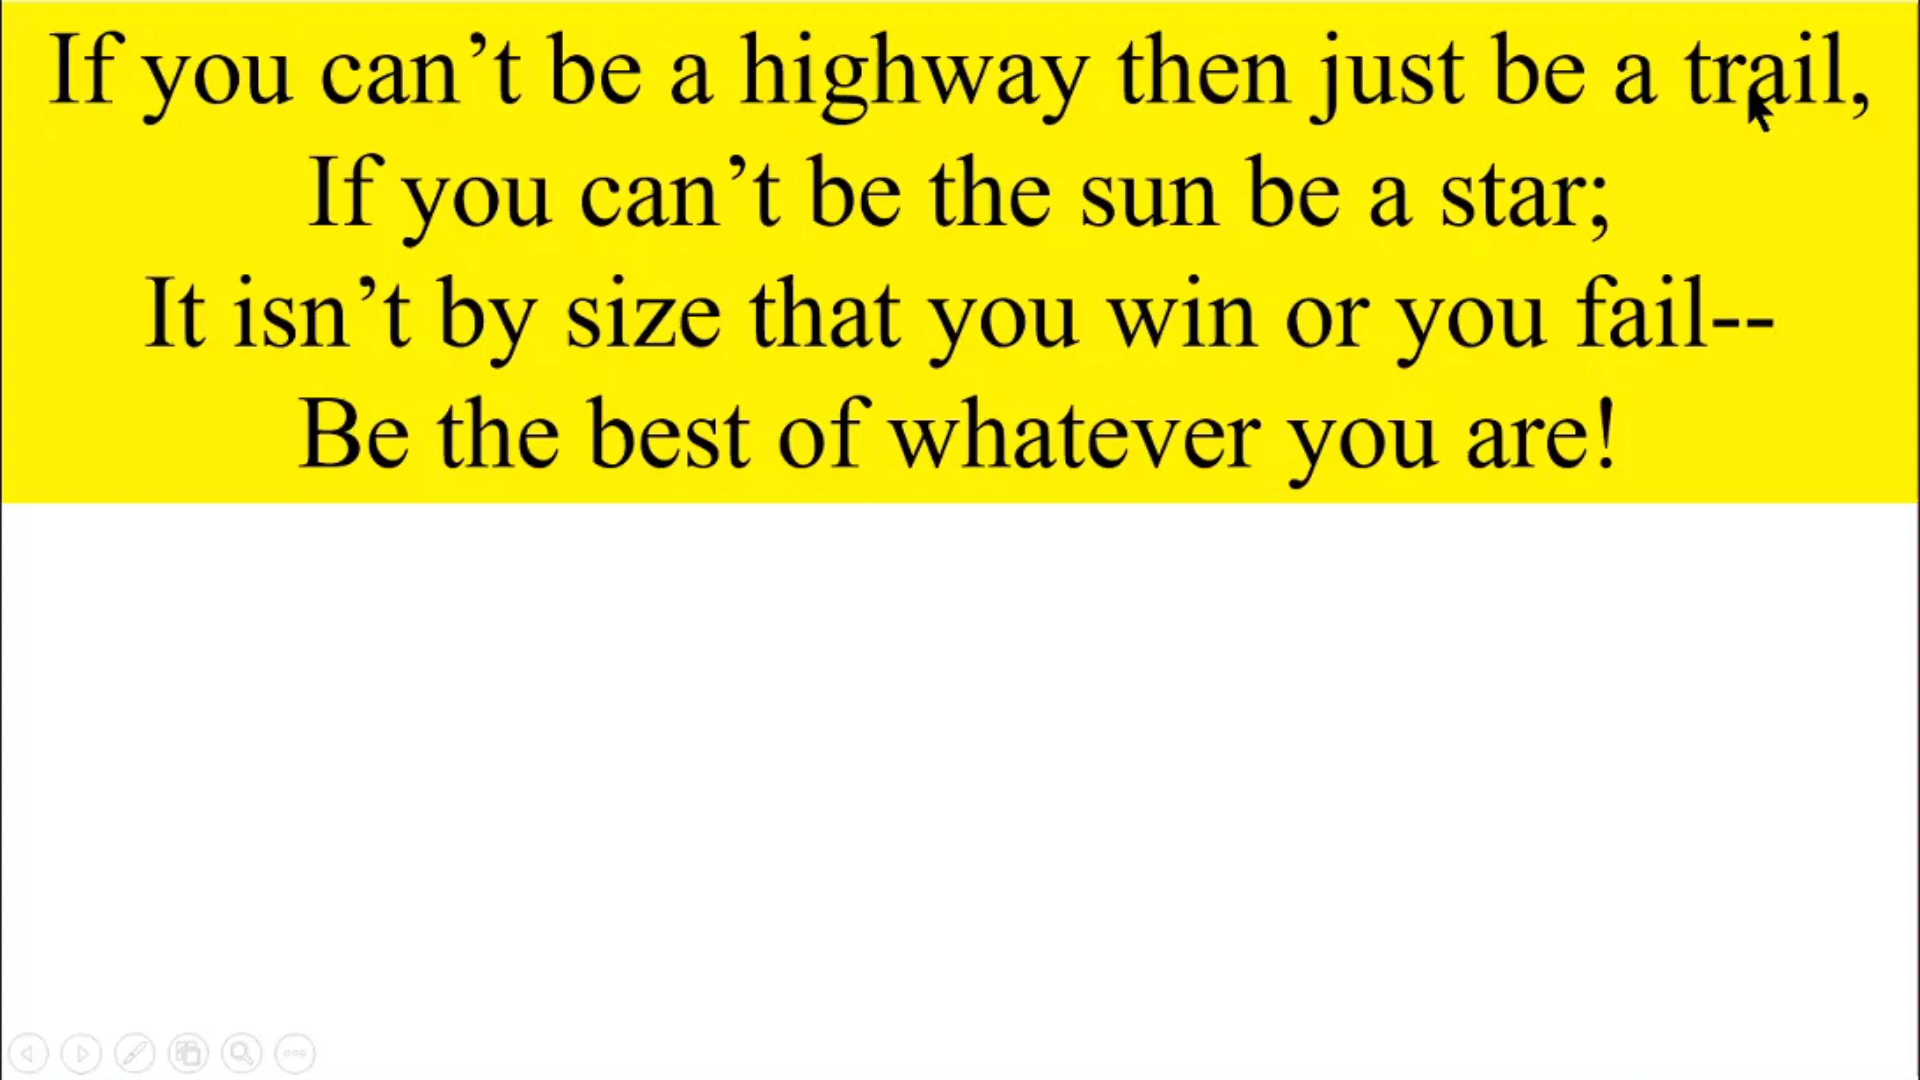 If you can’t be a highway then just be a trail,
If you can’t be the sun be a star;
It isn’t by size that you win or you fail--
Be the best of whatever you are!